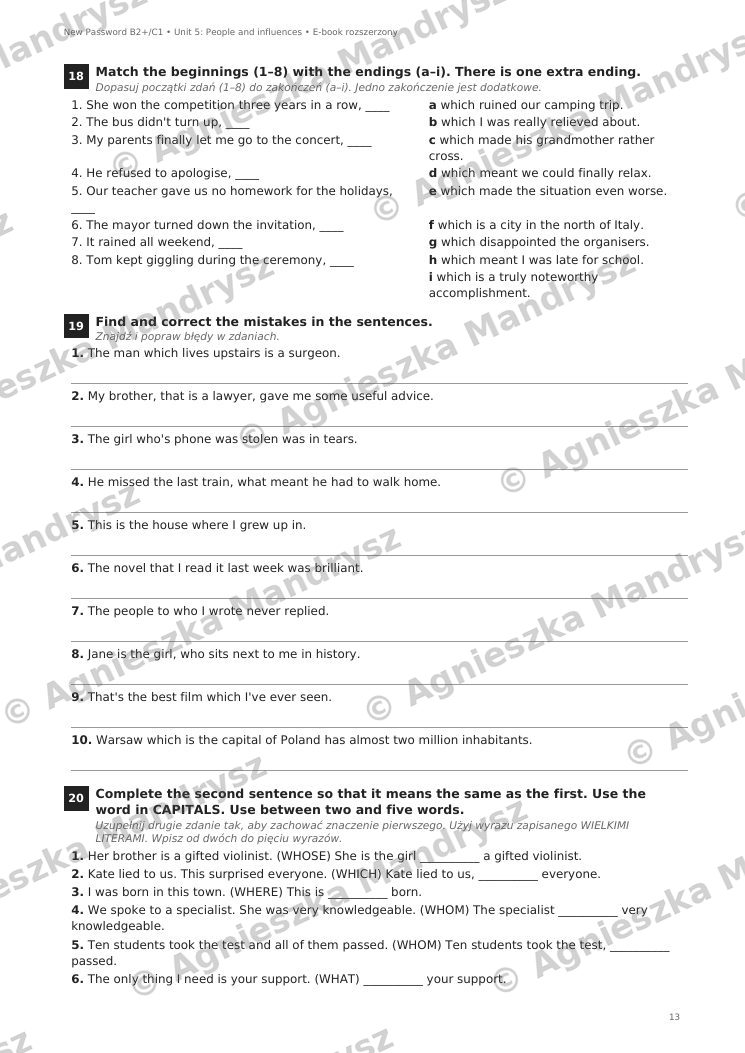 New Password B2+/C1 • Unit 5: People and influences • E-book rozszerzony
18 Match the beginnings (1–8) with the endings (a–i). There is one extra ending.
Dopasuj początki zdań (1–8) do zakończeń (a–i). Jedno zakończenie jest dodatkowe.
1. She won the competition three years in a row, ____
a which ruined our camping trip.
2. The bus didn't turn up, ____
b which I was really relieved about.
3. My parents finally let me go to the concert, ____
c which made his grandmother rather
cross.
4. He refused to apologise, ____
d which meant we could finally relax.
5. Our teacher gave us no homework for the holidays,
____
e which made the situation even worse.
6. The mayor turned down the invitation, ____
f which is a city in the north of Italy.
7. It rained all weekend, ____
g which disappointed the organisers.
8. Tom kept giggling during the ceremony, ____
h which meant I was late for school.
i which is a truly noteworthy
accomplishment.
19 Find and correct the mistakes in the sentences.
Znajdź i popraw błędy w zdaniach.
1. The man which lives upstairs is a surgeon.
2. My brother, that is a lawyer, gave me some useful advice.
3. The girl who's phone was stolen was in tears.
4. He missed the last train, what meant he had to walk home.
5. This is the house where I grew up in.
6. The novel that I read it last week was brilliant.
7. The people to who I wrote never replied.
8. Jane is the girl, who sits next to me in history.
9. That's the best film which I've ever seen.
10. Warsaw which is the capital of Poland has almost two million inhabitants.
20 Complete the second sentence so that it means the same as the first. Use the
word in CAPITALS. Use between two and five words.
Uzupełnij drugie zdanie tak, aby zachować znaczenie pierwszego. Użyj wyrazu zapisanego WIELKIMI
LITERAMI. Wpisz od dwóch do pięciu wyrazów.
1. Her brother is a gifted violinist. (WHOSE) She is the girl __________ a gifted violinist.
2. Kate lied to us. This surprised everyone. (WHICH) Kate lied to us, __________ everyone.
3. I was born in this town. (WHERE) This is __________ born.
4. We spoke to a specialist. She was very knowledgeable. (WHOM) The specialist __________ very
knowledgeable.
5. Ten students took the test and all of them passed. (WHOM) Ten students took the test, __________
passed.
6. The only thing I need is your support. (WHAT) __________ your support.
13
© Agnieszka Mandrysz